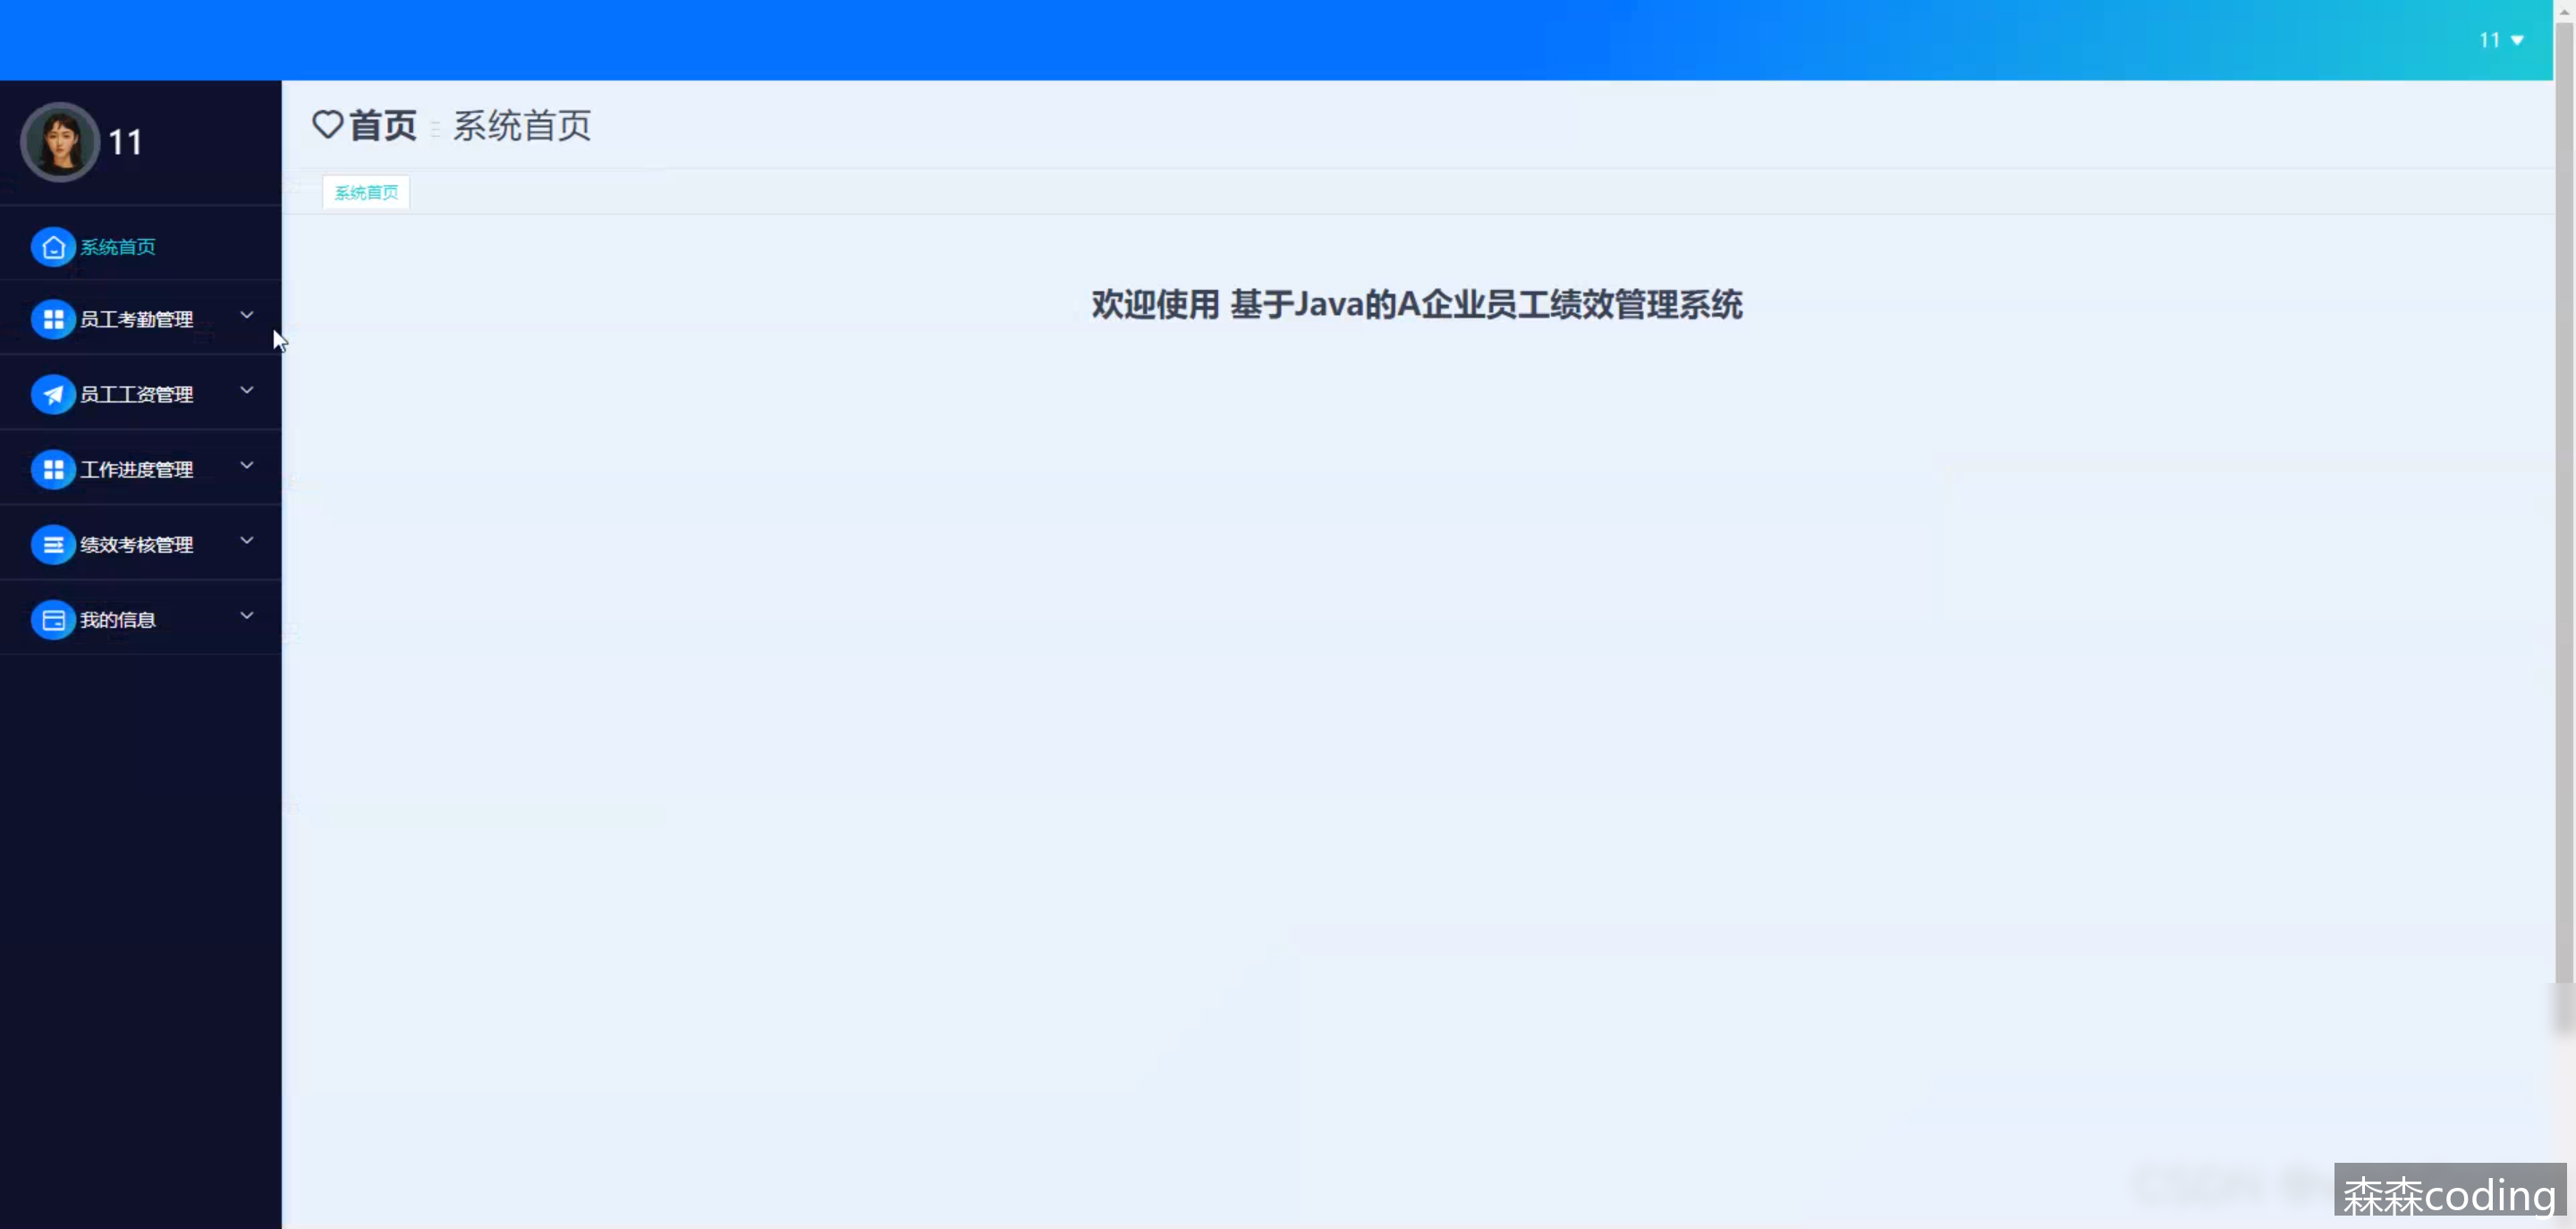 11
11
首页 系统首页
系统首页
系统首页
员工考勤管理
员工工资管理
工作进度管理
绩效考核管理
我的信息
欢迎使用 基于Java的A企业员工绩效管理系统
森森coding